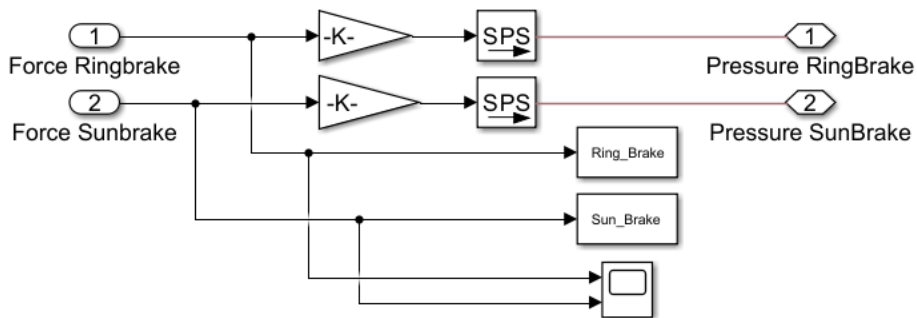 1
-K-
SPS
1
Force Ringbrake
Pressure RingBrake
2
-K-
SPS
2
Force Sunbrake
Pressure SunBrake
Ring_Brake
Sun_Brake